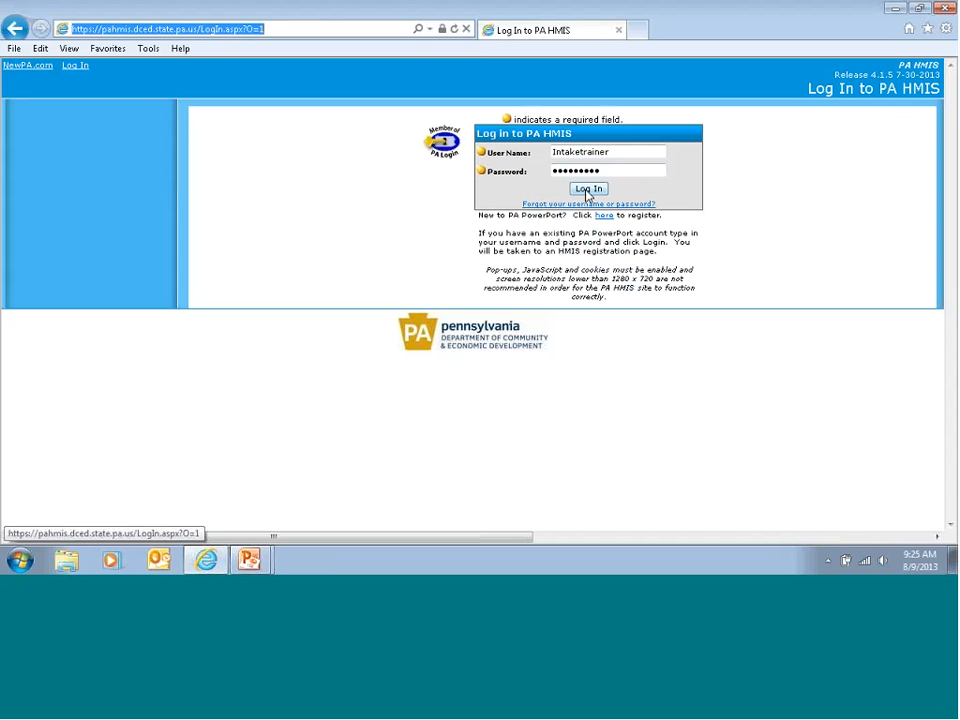 https://pahmis.dced.state.pa.us/LogIn.aspx?O=1
Log In to PA HMIS
File Edit View Favorites Tools Help
NewPA.com Log In
PA HMIS
Release 4.1.5 7-30-2013
Log In to PA HMIS
indicates a required field.
Member of
PA Login
Log in to PA HMIS
User Name: Intaketrainer
Password: •••••••••
Log In
Forgot your username or password?
New to PA PowerPort? Click here to register.
If you have an existing PA PowerPort account type in
your username and password and click Login. You
will be taken to an HMIS registration page.
Pop-ups, JavaScript and cookies must be enabled and
screen resolutions lower than 1280 x 720 are not
recommended in order for the PA HMIS site to function
correctly.
PA pennsylvania
DEPARTMENT OF COMMUNITY
& ECONOMIC DEVELOPMENT
https://pahmis.dced.state.pa.us/LogIn.aspx?O=1
9:25 AM
8/9/2013